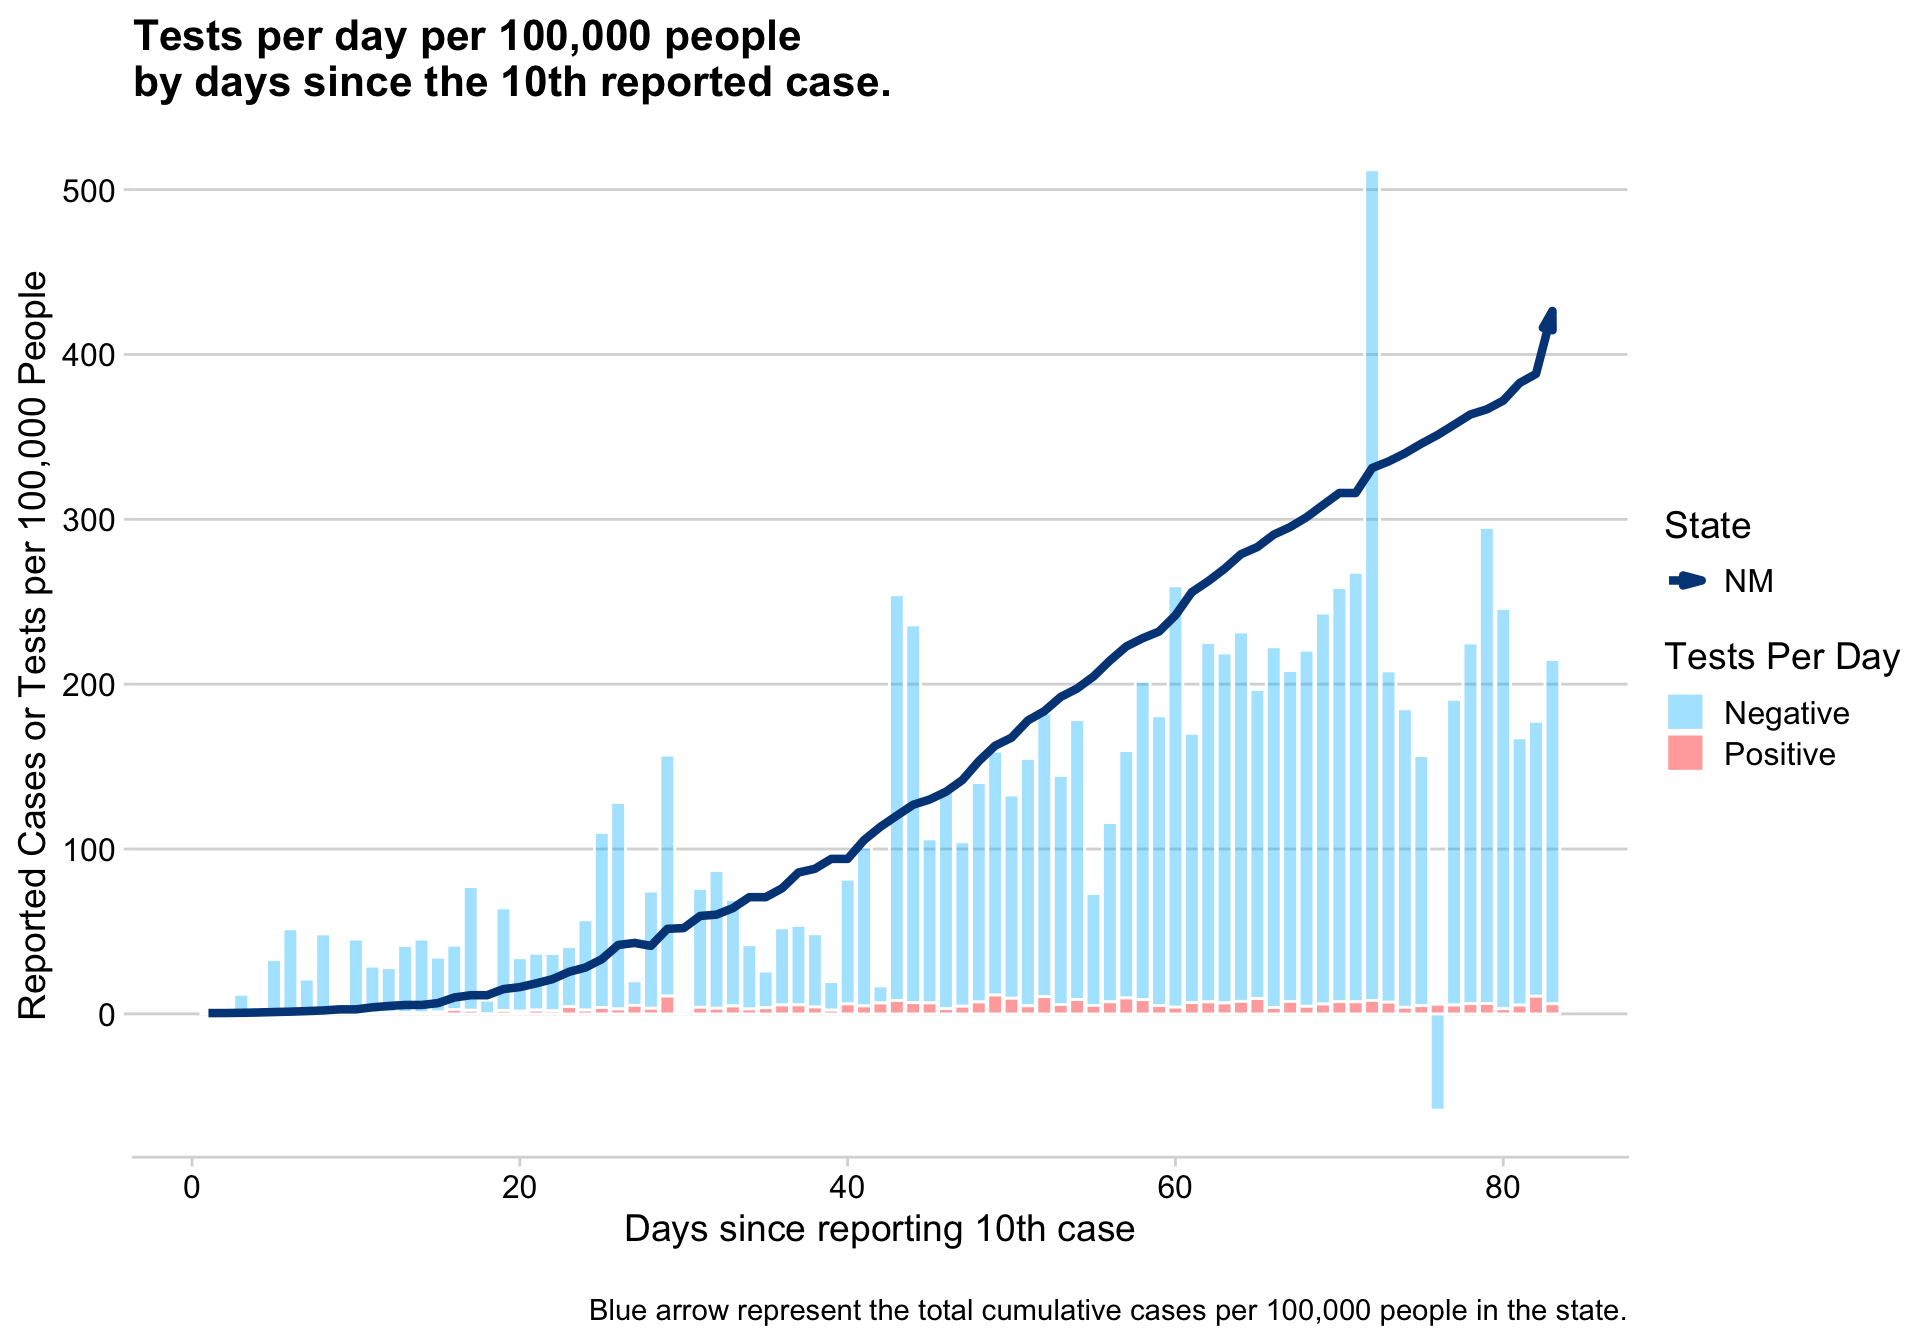 Tests per day per 100,000 people
by days since the 10th reported case.
Reported Cases or Tests per 100,000 People
500
400
300
200
100
0
0
20
40
60
80
Days since reporting 10th case
State
NM
Tests Per Day
Negative
Positive
Blue arrow represent the total cumulative cases per 100,000 people in the state.